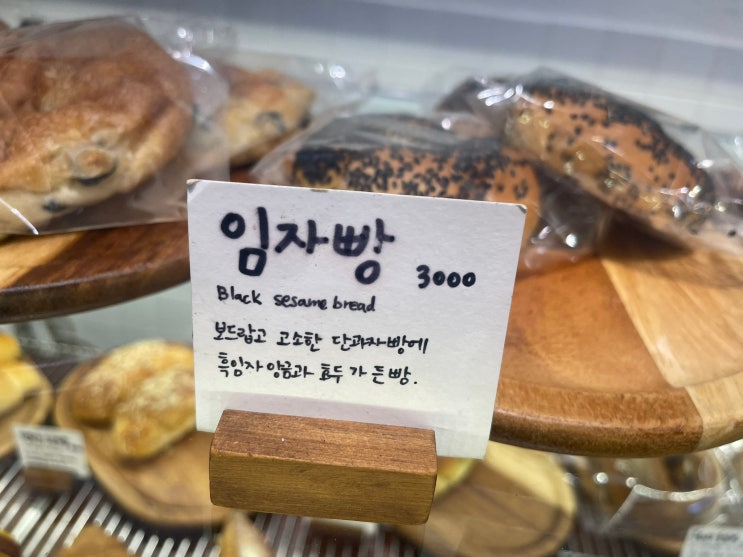 임자빵 3000
Black sesame bread
보드랍고 고소한 단과자빵에
흑임자앙금과 호두가 든 빵.